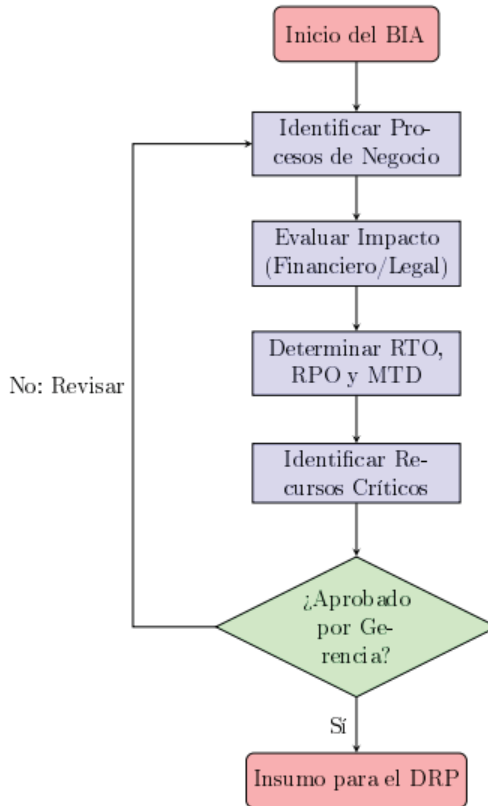 Inicio del BIA
Identificar Pro-
cesos de Negocio
Evaluar Impacto
(Financiero/Legal)
Determinar RTO,
RPO y MTD
No: Revisar
Identificar Re-
cursos Críticos
¿Aprobado
por Ge-
rencia?
Sí
Insumo para el DRP